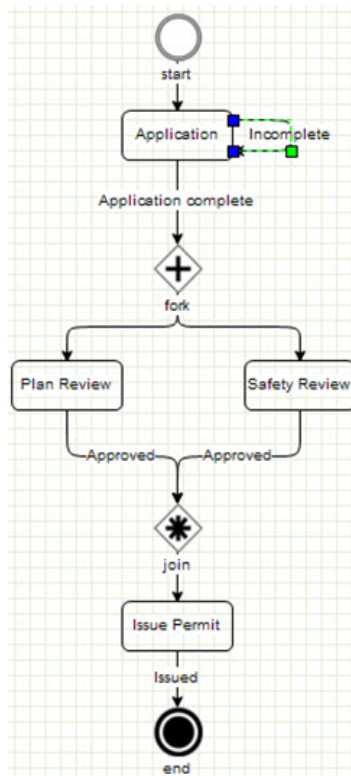 start
Application
Incomplete
Application complete
fork
Plan Review
Safety Review
Approved
Approved
join
Issue Permit
Issued
end